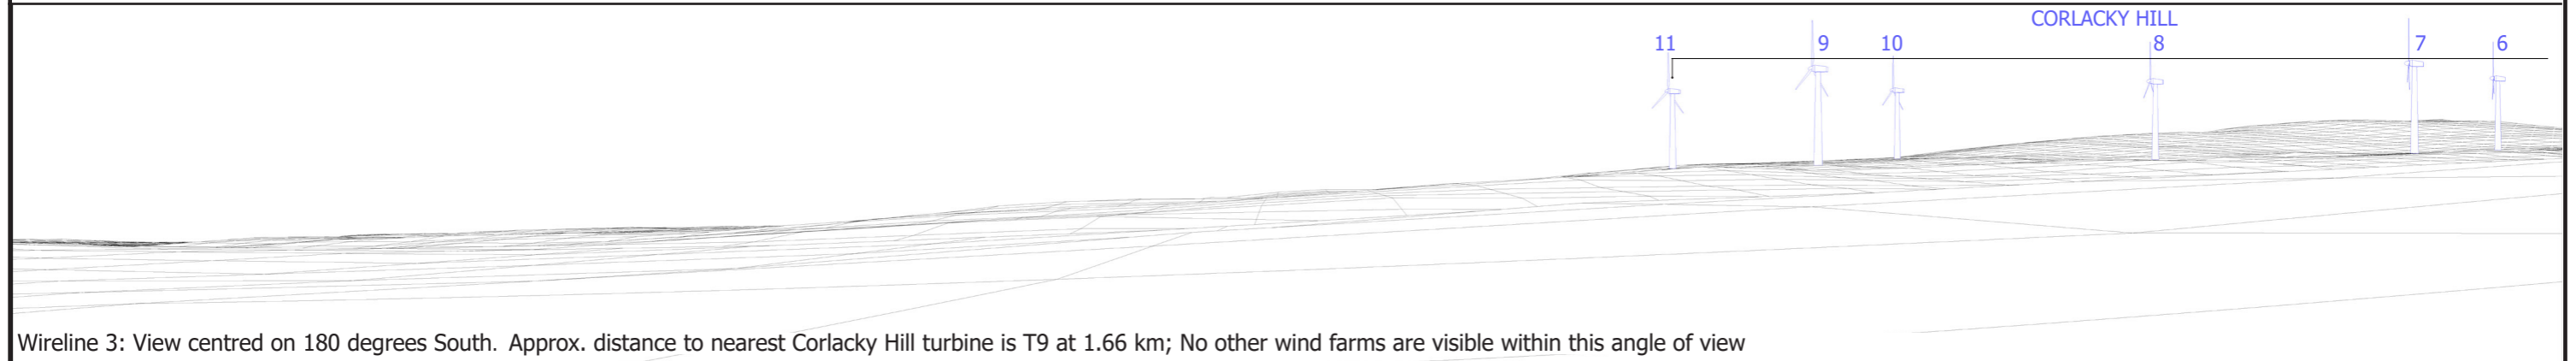 CORLACKY HILL
11 9 10 8 7 6
Wireline 3: View centred on 180 degrees South. Approx. distance to nearest Corlacky Hill turbine is T9 at 1.66 km; No other wind farms are visible within this angle of view